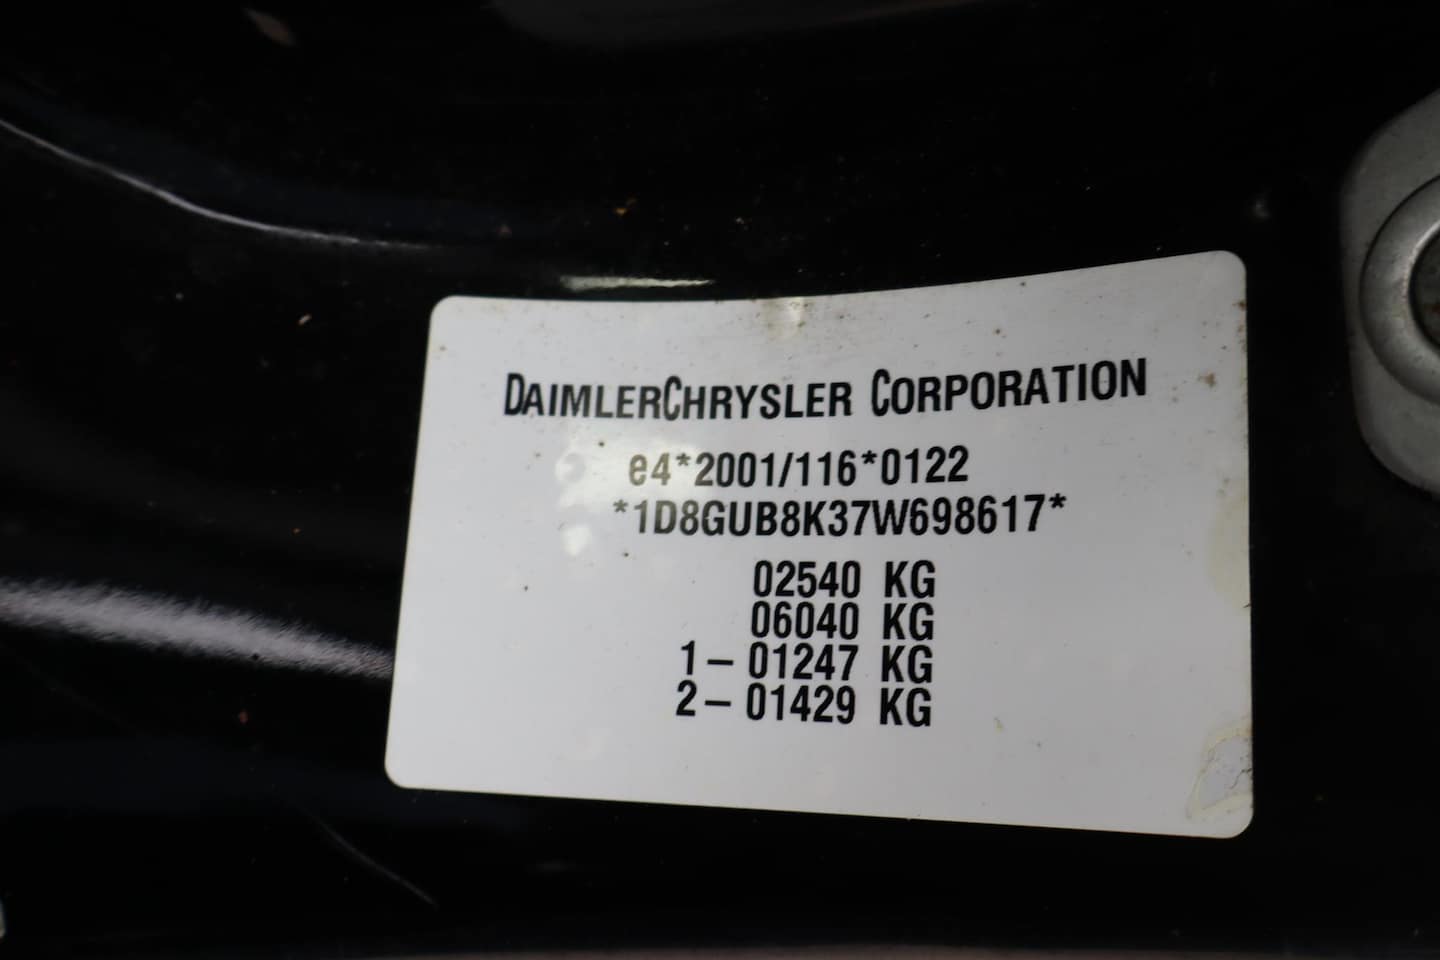 DAIMLERCHRYSLER CORPORATION
e4*2001/116*0122
*1D8GUB8K37W698617*
02540 KG
06040 KG
1- 01247 KG
2- 01429 KG